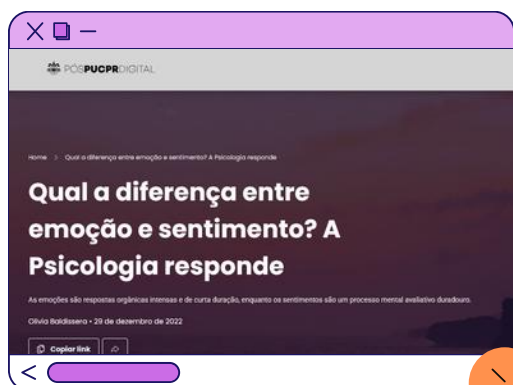 PÓSPUCPRDIGITAL
Home > Qual a diferença entre emoção e sentimento? A Psicologia responde
Qual a diferença entre
emoção e sentimento? A
Psicologia responde
As emoções são respostas orgânicas intensas e de curta duração, enquanto os sentimentos são um processo mental avaliativo duradouro.
Olívia Baldissera • 29 de dezembro de 2022
Copiar link